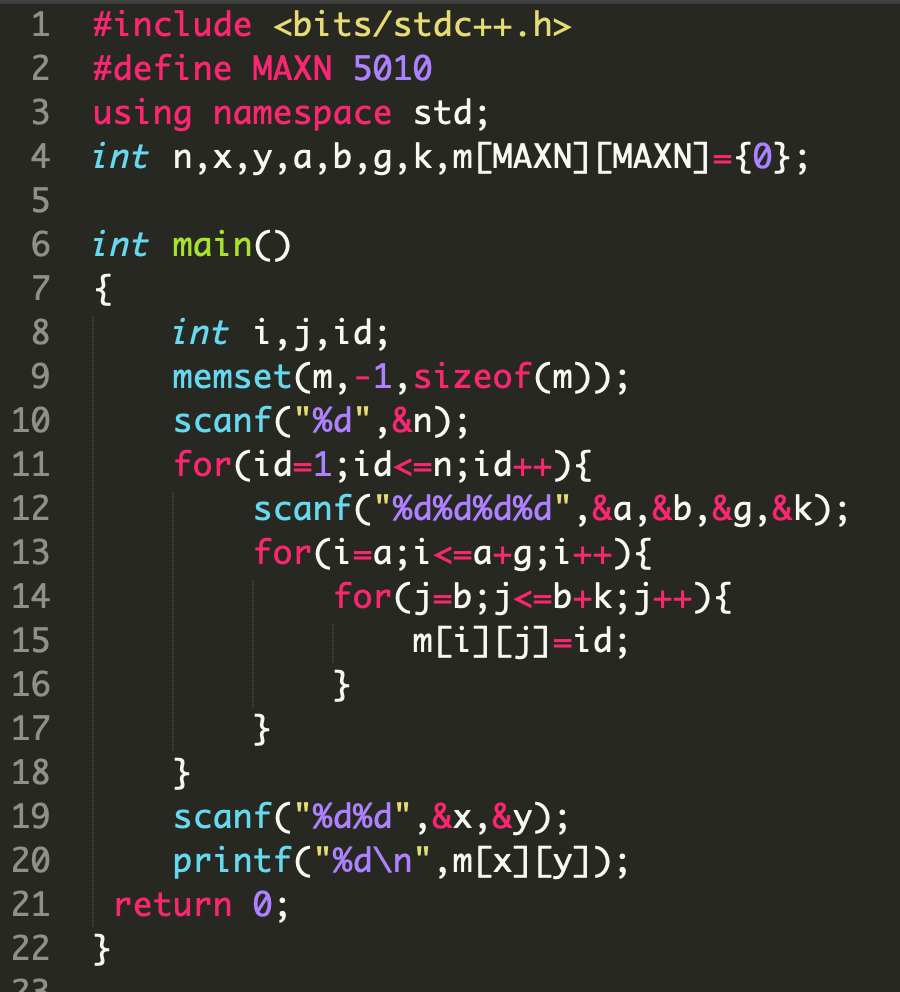 1 #include <bits/stdc++.h>
2 #define MAXN 5010
3 using namespace std;
4 int n,x,y,a,b,g,k,m[MAXN][MAXN]={0};
5
6 int main()
7 {
8     int i,j,id;
9     memset(m,-1,sizeof(m));
10     scanf("%d",&n);
11     for(id=1;id<=n;id++){
12         scanf("%d%d%d%d",&a,&b,&g,&k);
13         for(i=a;i<=a+g;i++){
14             for(j=b;j<=b+k;j++){
15                 m[i][j]=id;
16             }
17         }
18     }
19     scanf("%d%d",&x,&y);
20     printf("%d\n",m[x][y]);
21  return 0;
22 }
23